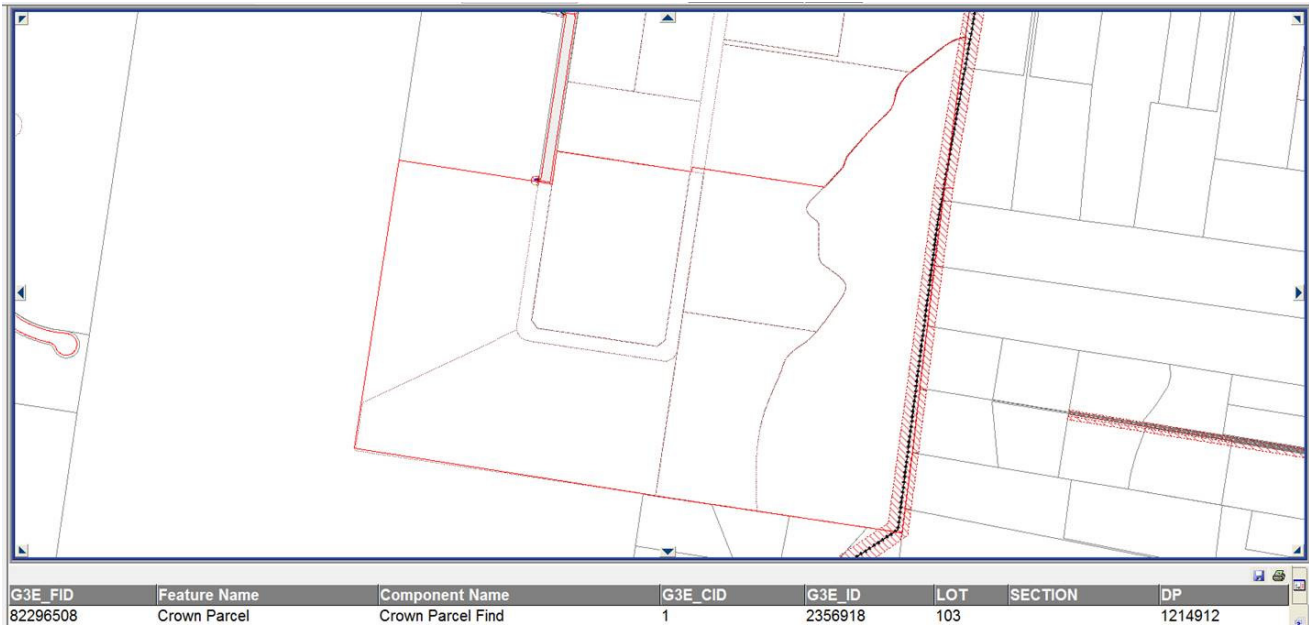 G3E_FID Feature Name Component Name G3E_CID G3E_ID LOT SECTION DP
82296508 Crown Parcel Crown Parcel Find 1 2356918 103 1214912